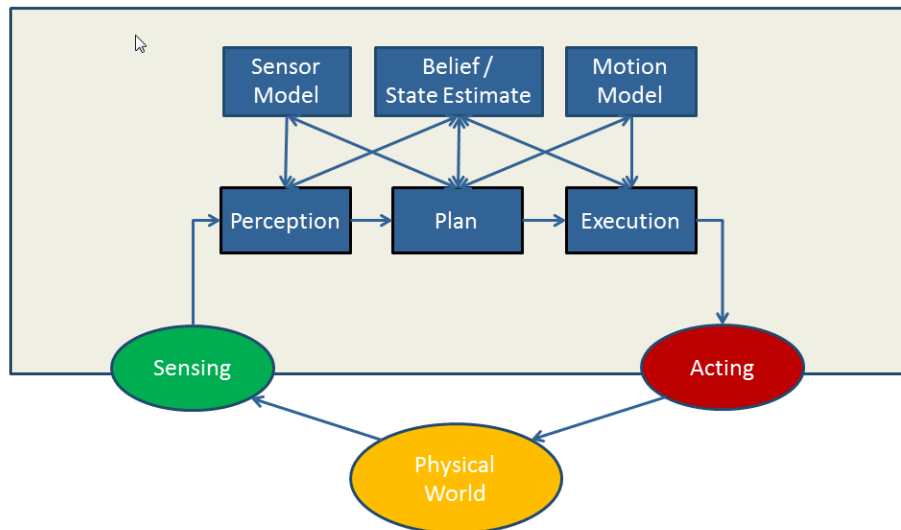 Sensor
Model
Belief /
State Estimate
Motion
Model
Perception
Plan
Execution
Sensing
Acting
Physical
World